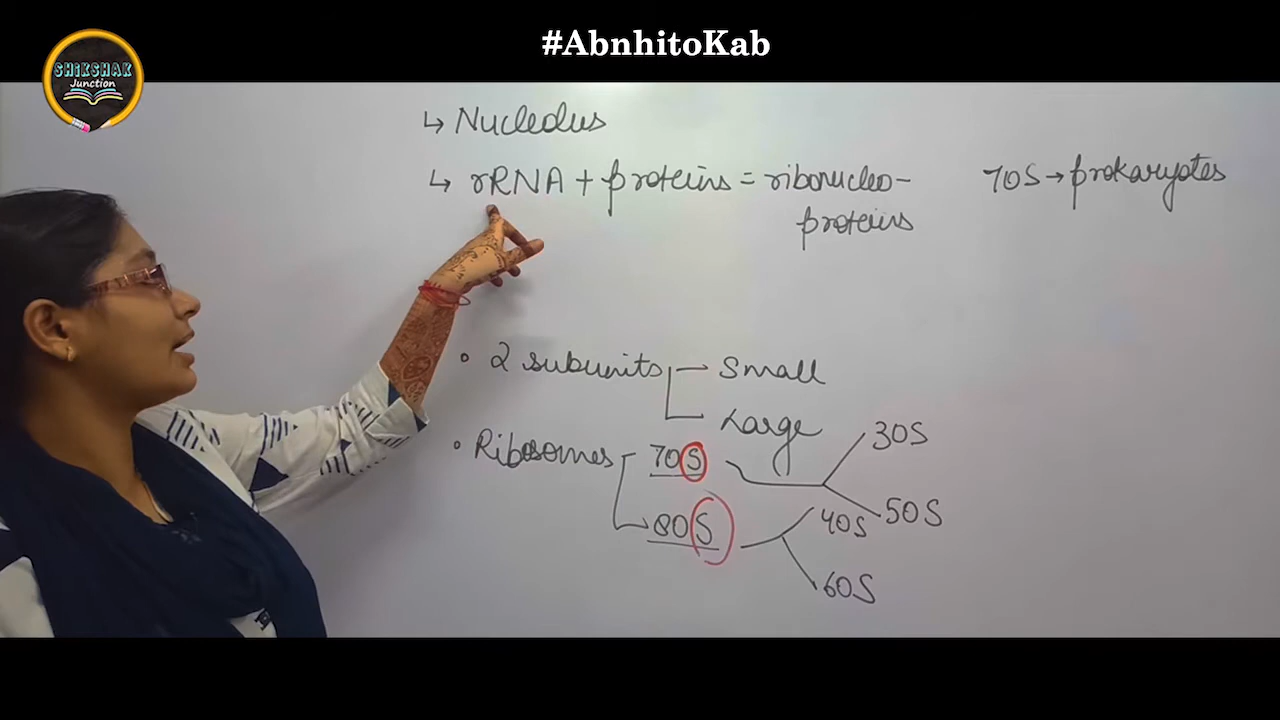 #AbnhitoKab
SHIKSHAK
Junction
↳ Nucleolus
↳ rRNA + proteins = ribonucleo-
proteins
70S → prokaryotes
• 2 subunits
Small
Large
• Ribosomes
70S
30S
50S
80S
40S
60S